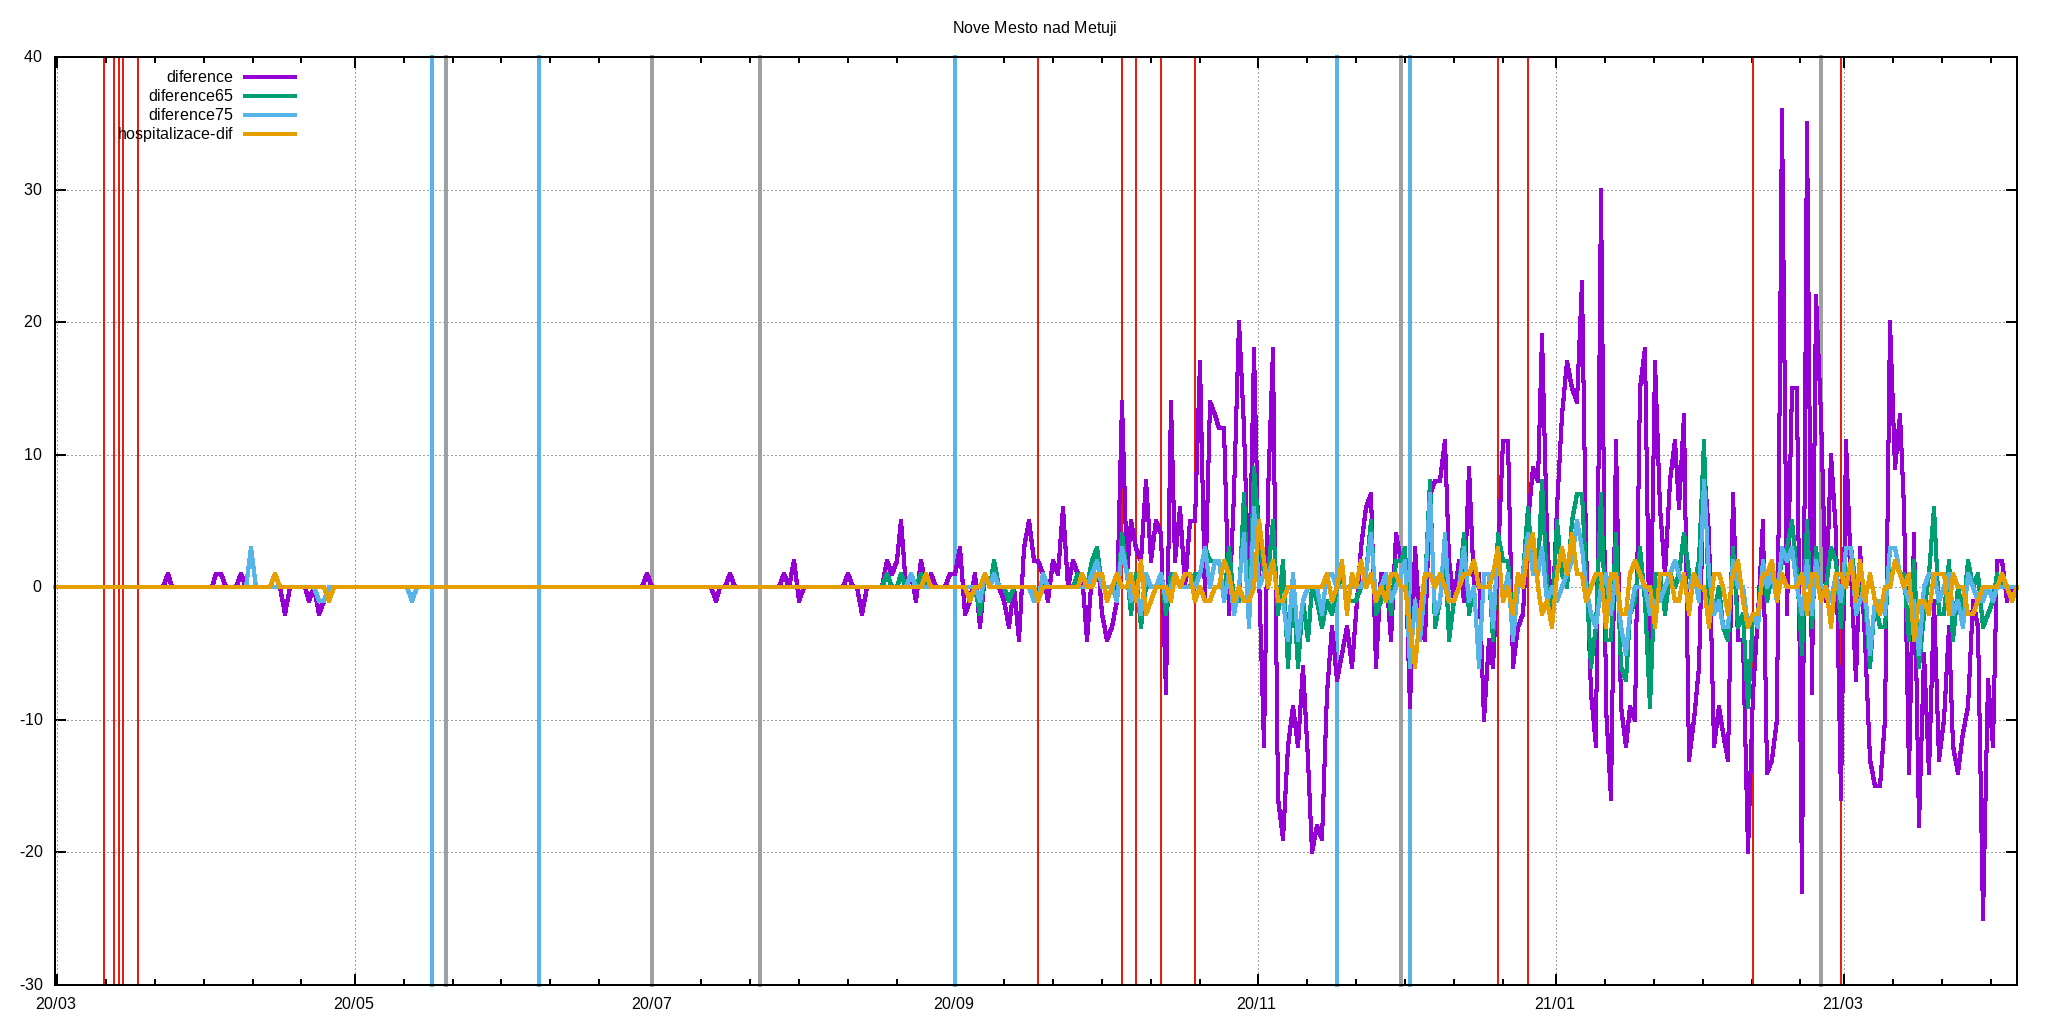 Nove Mesto nad Metuji
40
30
20
10
0
-10
-20
-30
diference
diference65
diference75
hospitalizace-dif
20/03 20/05 20/07 20/09 20/11 21/01 21/03